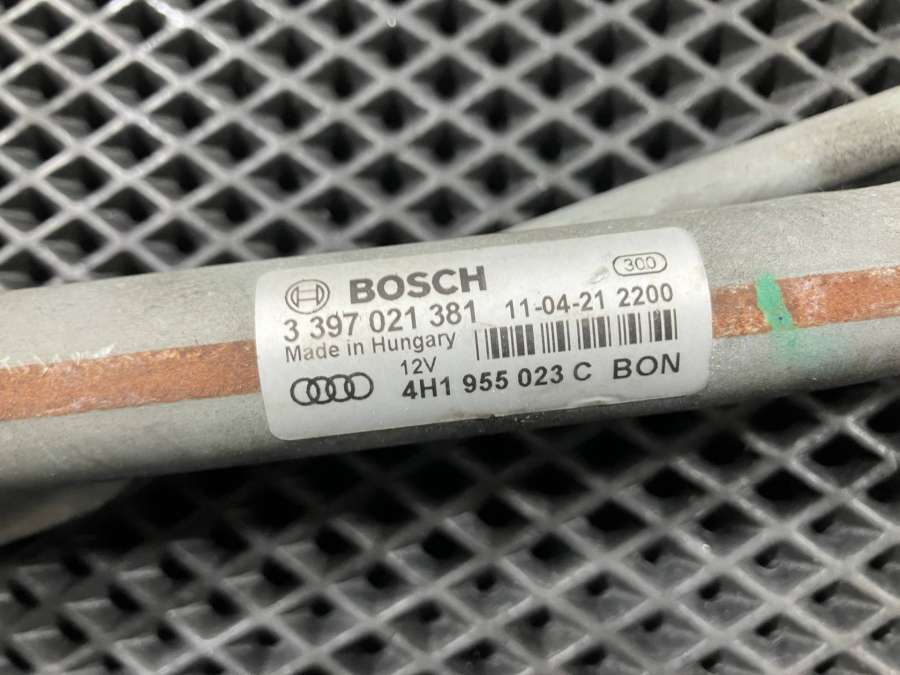 BOSCH
300
3 397 021 381 11-04-21 2200
Made in Hungary
12V
4H1 955 023 C BON